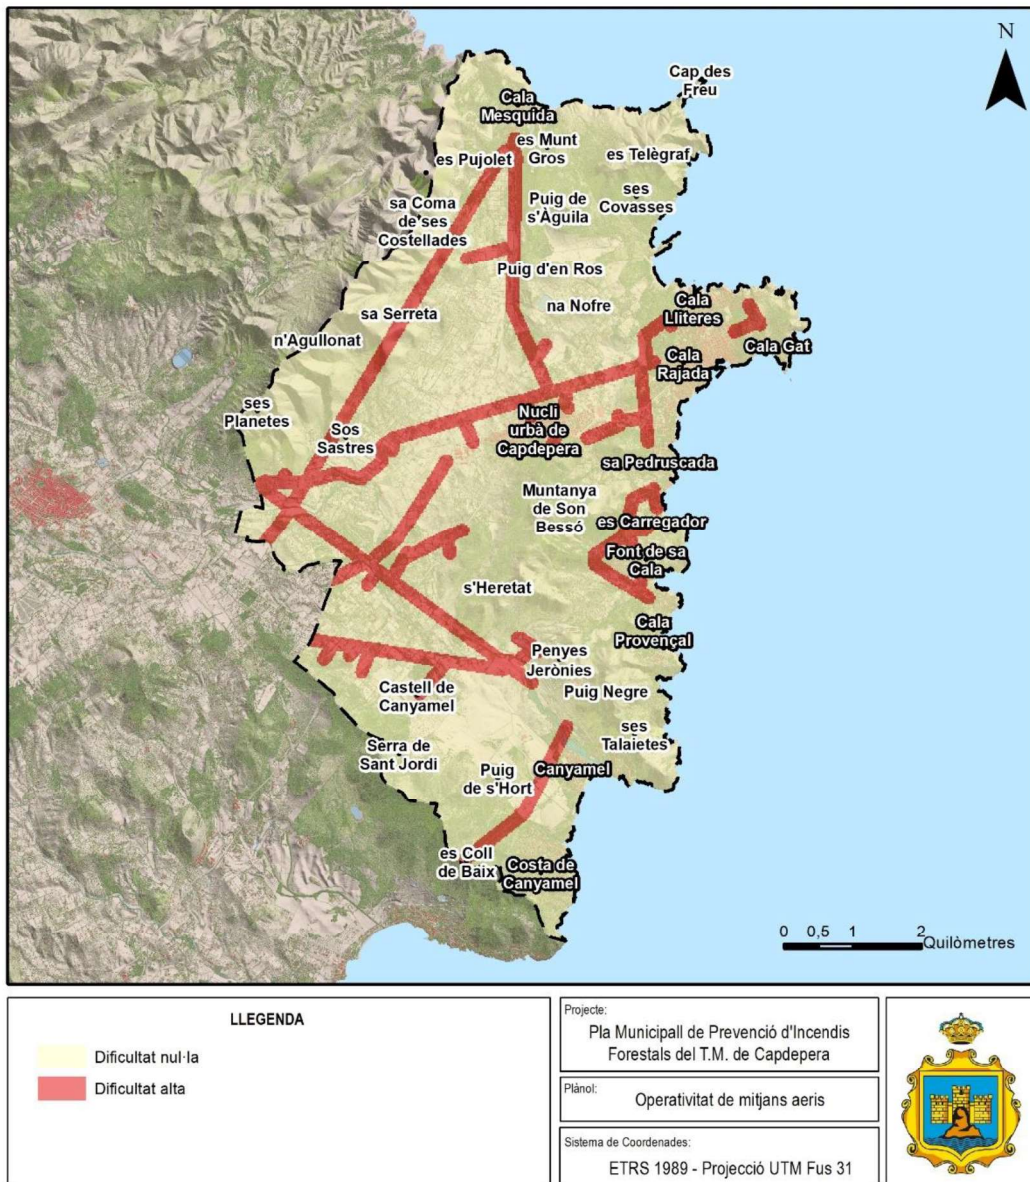 N
Cap des
Freu
Cala
Mesquida
es Munt
Gros
es Pujolet
es Telègraf
ses
Covasses
Puig de
s'Àguila
sa Coma
de ses
Costellades
Puig d'en Ros
na Nofre
Cala
Lliteres
sa Serreta
n'Agullonat
Cala Gat
Cala
Rajada
ses
Planetes
Sos
Sastres
Nucli
urbà de
Capdepera
sa Pedruscada
Muntanya
de Son
Bessó
es Carregador
Font de sa
Cala
s'Heretat
Cala
Provençal
Penyes
Jerònies
Castell de
Canyamel
Puig Negre
ses
Talaietes
Serra de
Sant Jordi
Puig
de s'Hort
Canyamel
es Coll
de Baix
Costa de
Canyamel
0 0,5 1 2
Quilòmetres
LLEGENDA
Dificultat nul·la
Dificultat alta
Projecte:
Pla Municipall de Prevenció d'Incendis
Forestals del T.M. de Capdepera
Plànol:
Operativitat de mitjans aeris
Sistema de Coordenades:
ETRS 1989 - Projecció UTM Fus 31